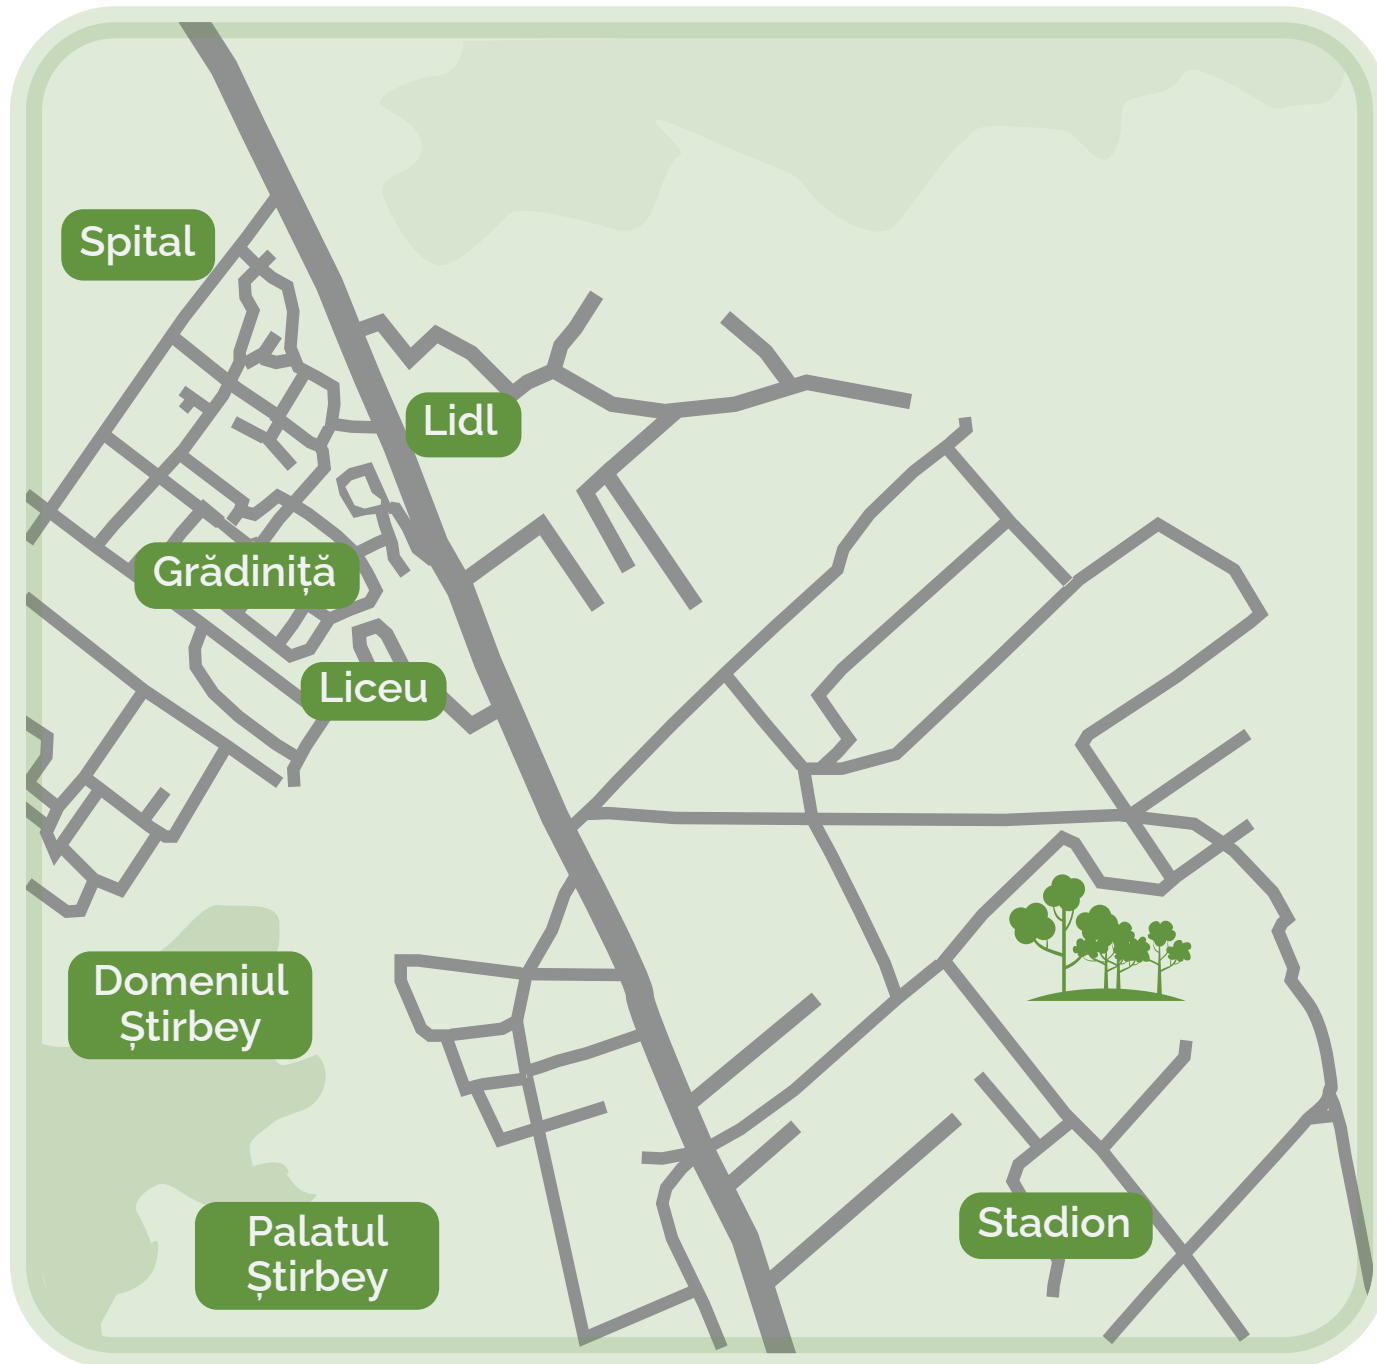 Spital
Lidl
Grădiniță
Liceu
Domeniul
Știrbey
Palatul
Știrbey
Stadion